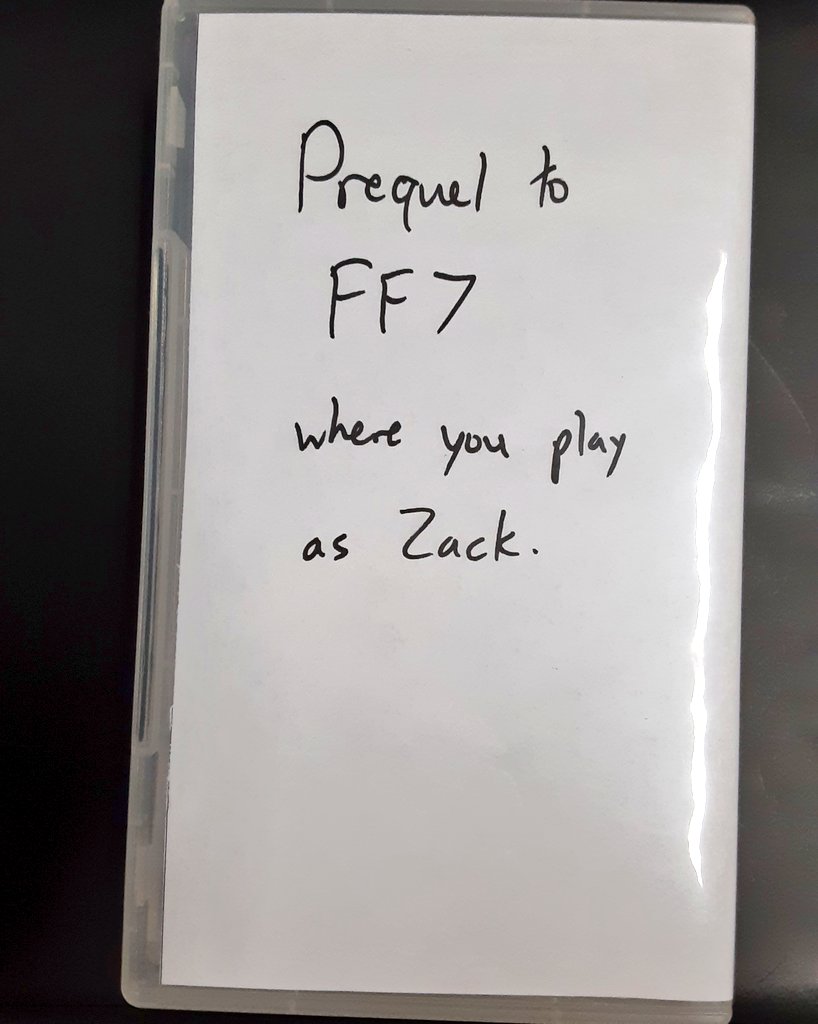 Prequel to
FF7
where you play
as Zack.